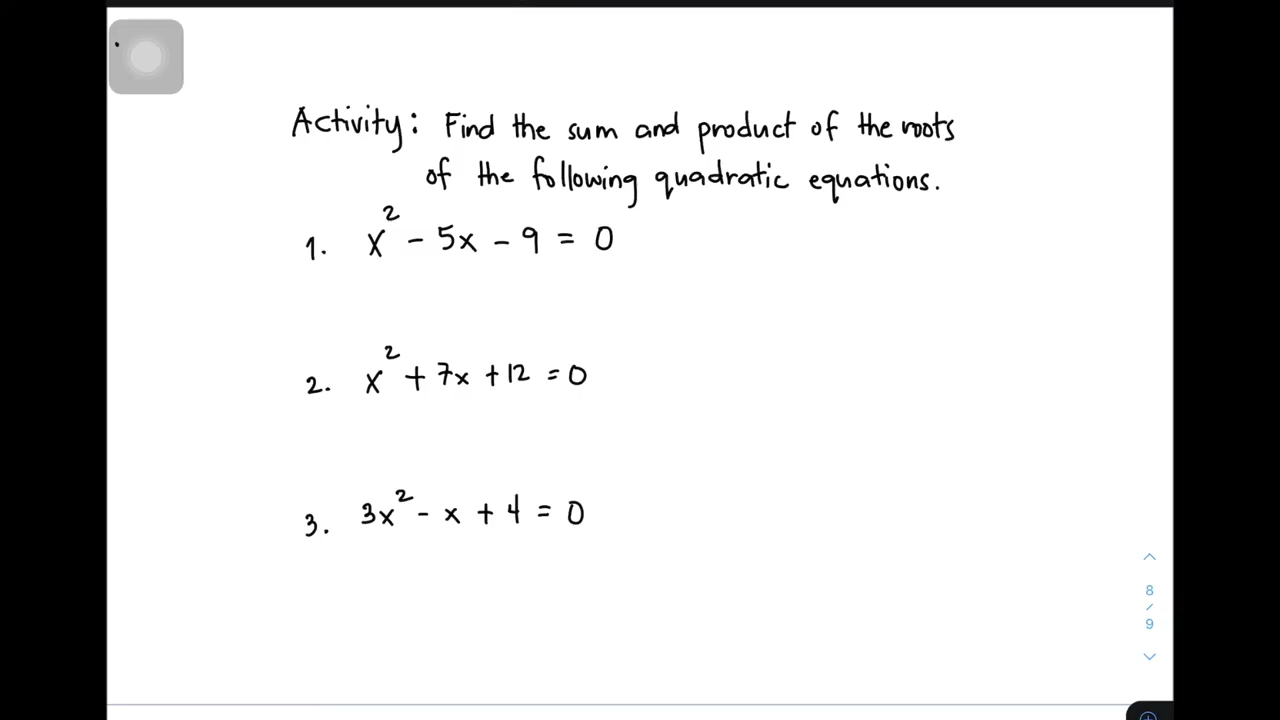 Activity: Find the sum and product of the roots
of the following quadratic equations.
1. x² - 5x - 9 = 0
2. x² + 7x + 12 = 0
3. 3x² - x + 4 = 0
8
/
9